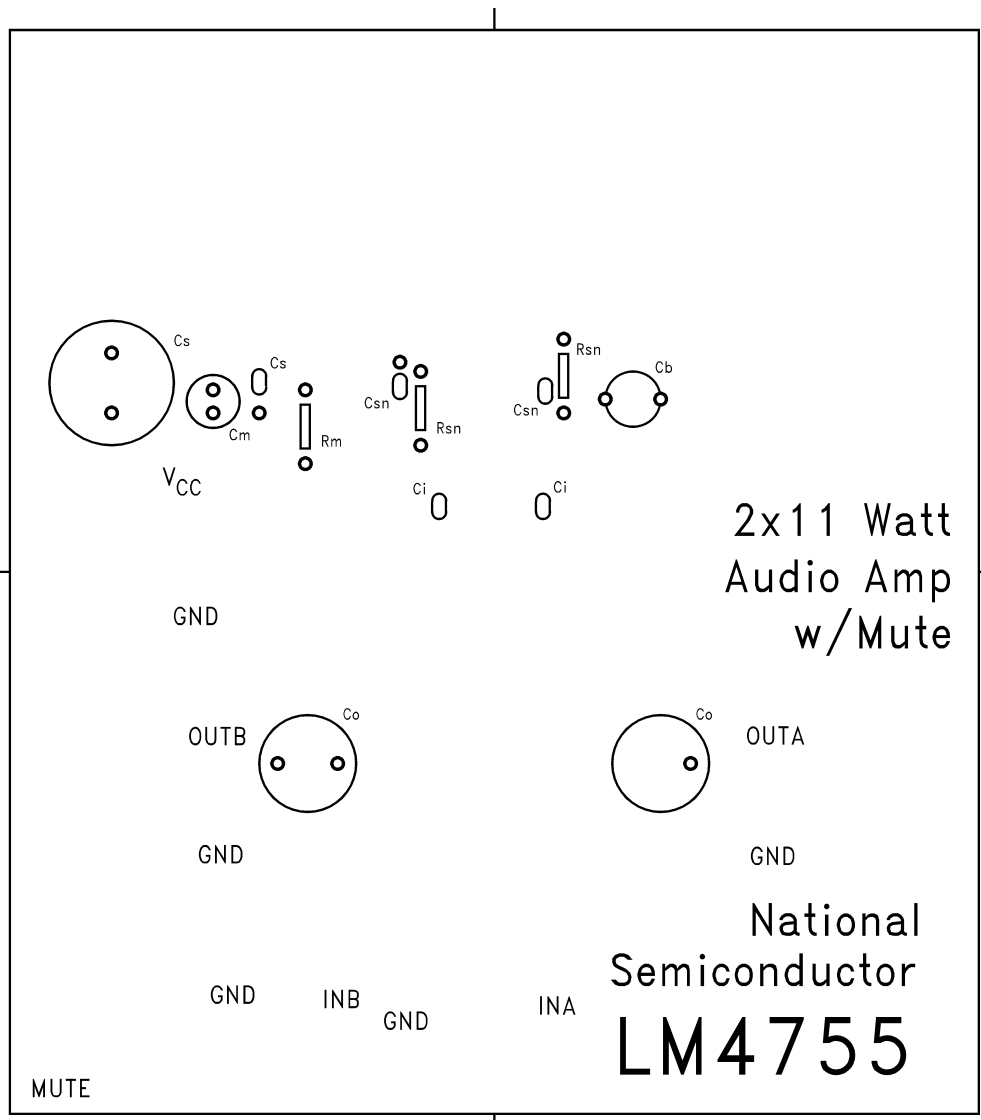 Cs
Rsn
Cs
Cb
Csn
Csn
Cm
Rm
Rsn
VCC
Ci
Ci
2x11 Watt
Audio Amp
w/Mute
GND
Co
Co
OUTB
OUTA
GND
GND
National
Semiconductor
GND
INB
GND
INA
LM4755
MUTE